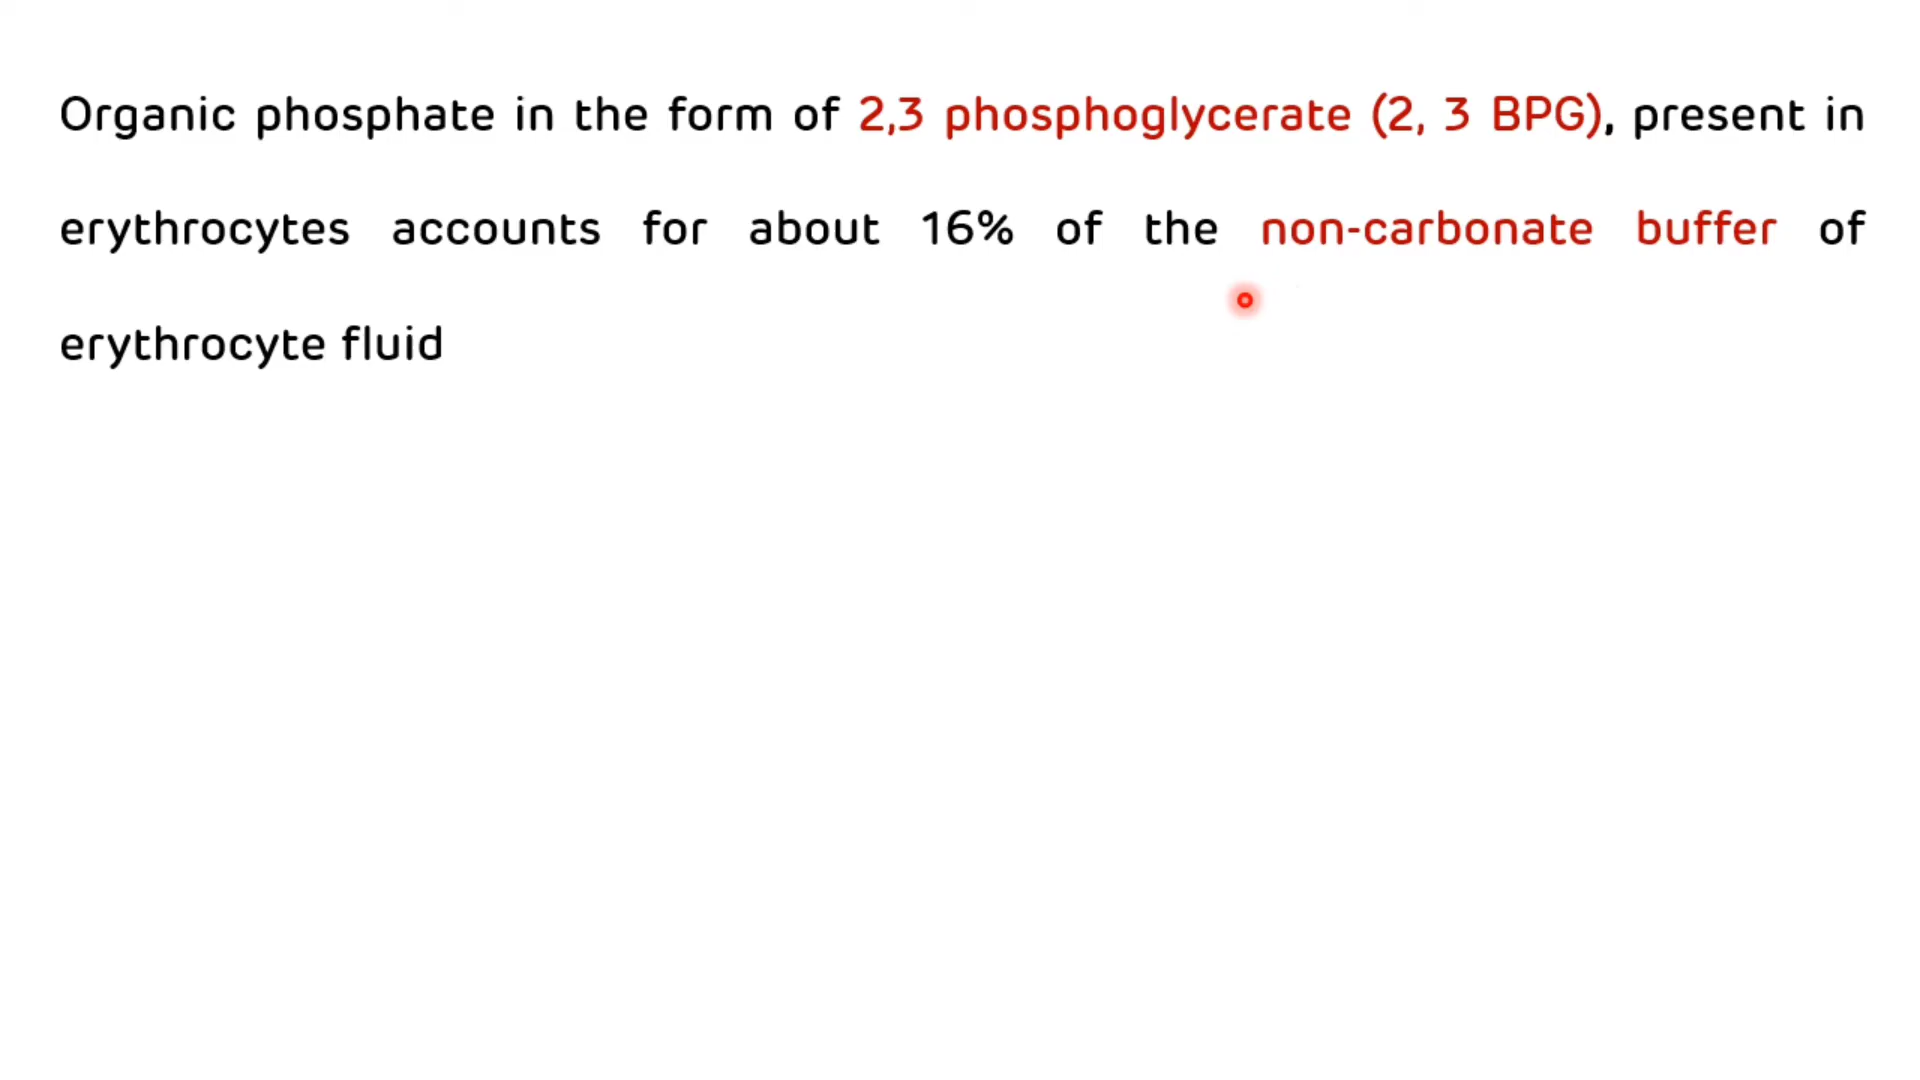 Organic phosphate in the form of 2,3 phosphoglycerate (2, 3 BPG), present in
erythrocytes accounts for about 16% of the non-carbonate buffer of
erythrocyte fluid